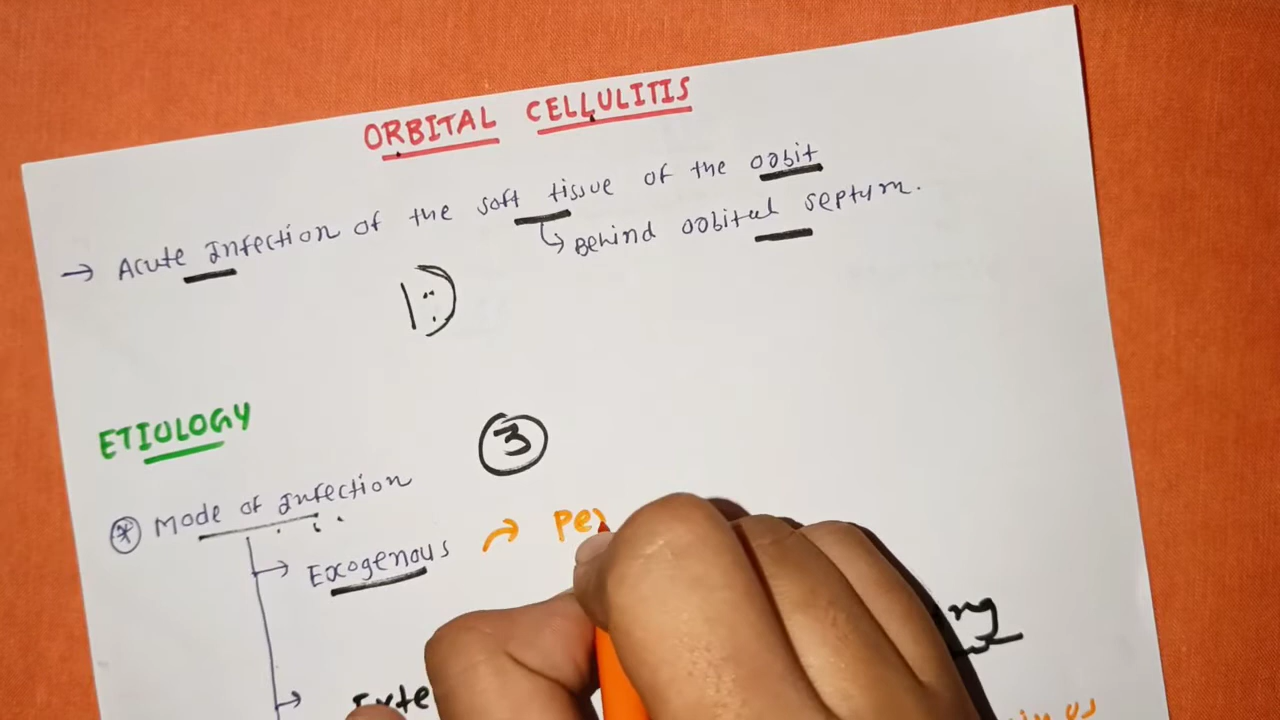 ORBITAL CELLULITIS
→ Acute Infection of the soft tissue of the orbit
↳ Behind orbital septum.
ETIOLOGY
3
* Mode of Infection
→ Exogenous → Pe
→ Exte